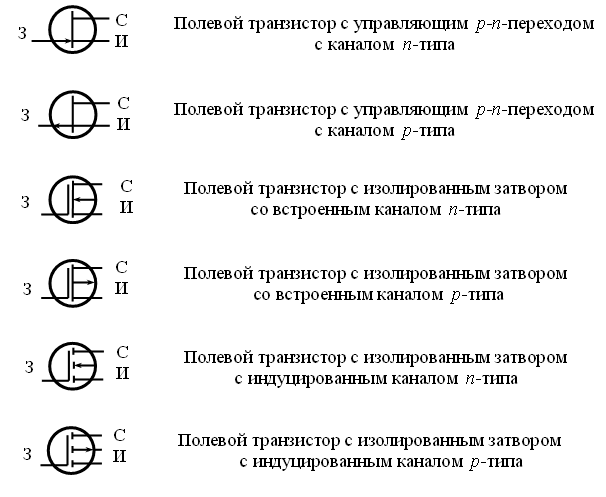 З С И Полевой транзистор с управляющим p-n-переходом
с каналом n-типа
З С И Полевой транзистор с управляющим p-n-переходом
с каналом p-типа
З С И Полевой транзистор с изолированным затвором
со встроенным каналом n-типа
З С И Полевой транзистор с изолированным затвором
со встроенным каналом p-типа
З С И Полевой транзистор с изолированным затвором
с индуцированным каналом n-типа
З С И Полевой транзистор с изолированным затвором
с индуцированным каналом p-типа